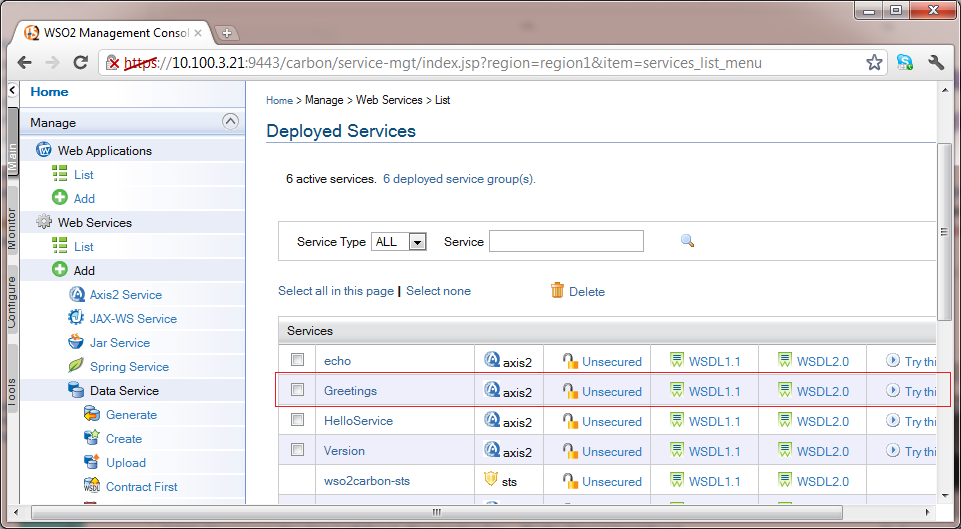 WSO2 Management Consol
https://10.100.3.21:9443/carbon/service-mgt/index.jsp?region=region1&item=services_list_menu
Main
Monitor
Configure
Tools
Home
Manage
Web Applications
List
Add
Web Services
List
Add
Axis2 Service
JAX-WS Service
Jar Service
Spring Service
Data Service
Generate
Create
Upload
Contract First
Home > Manage > Web Services > List
Deployed Services
6 active services. 6 deployed service group(s).
Service Type ALL Service
Select all in this page | Select none Delete
Services
echo axis2 Unsecured WSDL1.1 WSDL2.0 Try thi
Greetings axis2 Unsecured WSDL1.1 WSDL2.0 Try thi
HelloService axis2 Unsecured WSDL1.1 WSDL2.0 Try thi
Version axis2 Unsecured WSDL1.1 WSDL2.0 Try thi
wso2carbon-sts sts Unsecured WSDL1.1 WSDL2.0